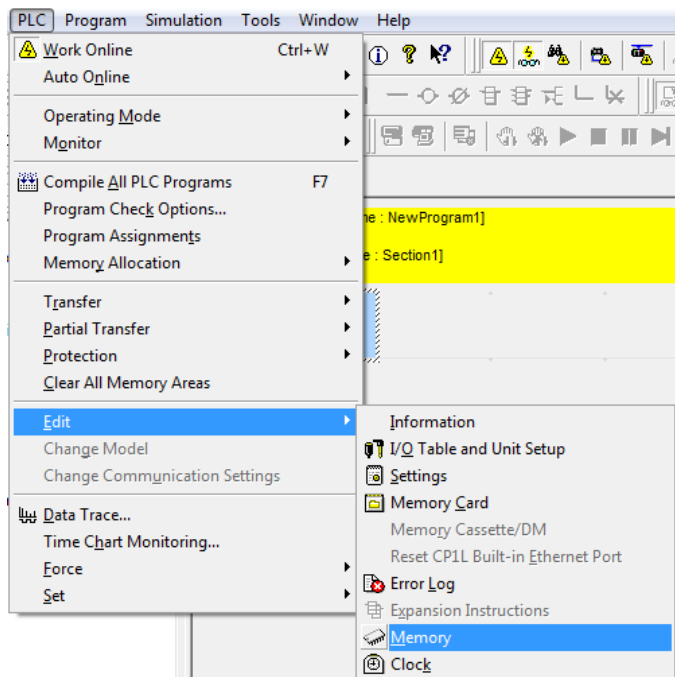 PLC Program Simulation Tools Window Help
Work Online Ctrl+W
Auto Online
Operating Mode
Monitor
Compile All PLC Programs F7
Program Check Options...
Program Assignments
Memory Allocation
Transfer
Partial Transfer
Protection
Clear All Memory Areas
Edit
Change Model
Change Communication Settings
Data Trace...
Time Chart Monitoring...
Force
Set
: NewProgram1]
: Section1]
Information
I/O Table and Unit Setup
Settings
Memory Card
Memory Cassette/DM
Reset CP1L Built-in Ethernet Port
Error Log
Expansion Instructions
Memory
Clock